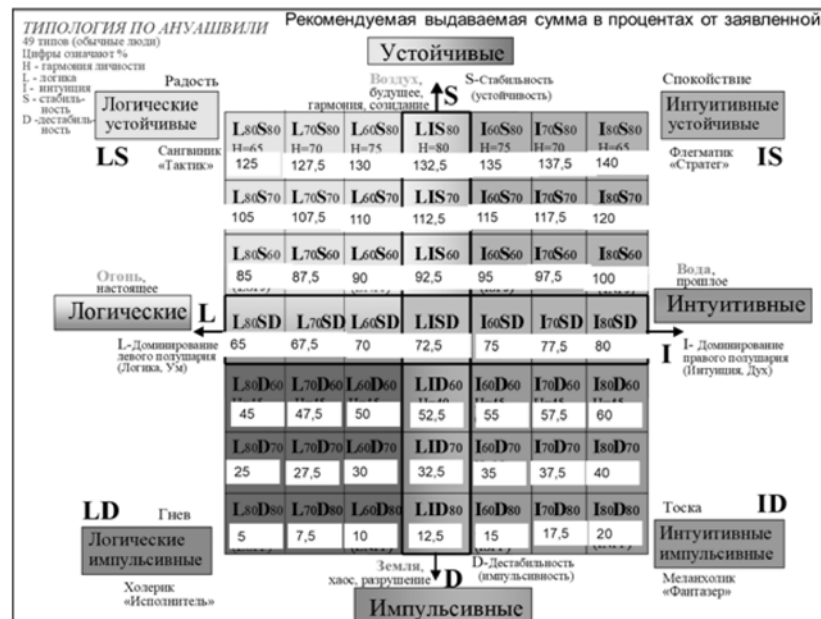 Рекомендуемая выдаваемая сумма в процентах от заявленной
ТИПОЛОГИЯ ПО АНУАШВИЛИ
49 типов (обычные люди)
Цифры означают %
H - гармония личности
L - логика
I - интуиция
S - стабиль-
ность
D - дестабиль-
ность
Устойчивые
Воздух,
будущее,
гармония, созидание
S
S-Стабильность
(устойчивость)
Радость
Логические
устойчивые
LS
Сангвиник
«Тактик»
Спокойствие
Интуитивные
устойчивые
Флегматик
«Стратег»
IS
L80S80 L70S80 L60S80 LIS80 I60S80 I70S80 I80S80
H=65 H=70 H=75 H=80 H=75 H=70 H=65
125 127,5 130 132,5 135 137,5 140
L80S70 L70S70 L60S70 LIS70 I60S70 I70S70 I80S70
105 107,5 110 112,5 115 117,5 120
L80S60 L70S60 L60S60 LIS60 I60S60 I70S60 I80S60
85 87,5 90 92,5 95 97,5 100
Огонь,
настоящее
Логические
L
L-Доминирование
левого полушария
(Логика, Ум)
L80SD L70SD L60SD LISD I60SD I70SD I80SD
65 67,5 70 72,5 75 77,5 80
Вода,
прошлое
Интуитивные
I
I- Доминирование
правого полушария
(Интуиция, Дух)
L80D60 L70D60 L60D60 LID60 I60D60 I70D60 I80D60
45 47,5 50 52,5 55 57,5 60
L80D70 L70D70 L60D70 LID70 I60D70 I70D70 I80D70
25 27,5 30 32,5 35 37,5 40
L80D80 L70D80 L60D80 LID80 I60D80 I70D80 I80D80
5 7,5 10 12,5 15 17,5 20
LD
Гнев
Логические
импульсивные
Холерик
«Исполнитель»
Тоска
ID
Интуитивные
импульсивные
Меланхолик
«Фантазер»
Земля,
хаос, разрушение
D
D-Дестабильность
(импульсивность)
Импульсивные